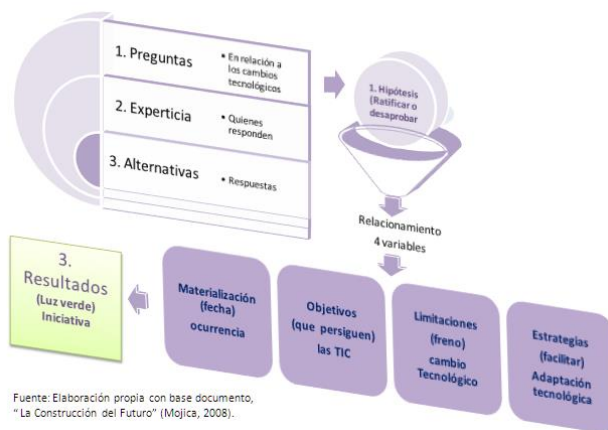 1. Preguntas
• En relación a
los cambios
tecnológicos
2. Experticia
• Quienes
responden
3. Alternativas
• Respuestas
1. Hipótesis
(Ratificar o
desaprobar
Relacionamiento
4 variables
Materialización
(fecha)
ocurrencia
Objetivos
(que persiguen)
las TIC
Limitaciones
(freno)
cambio
Tecnológico
Estrategias
(facilitar)
Adaptación
tecnológica
3.
Resultados
(Luz verde)
Iniciativa
Fuente: Elaboración propia con base documento,
“ La Construcción del Futuro” (Mojica, 2008).